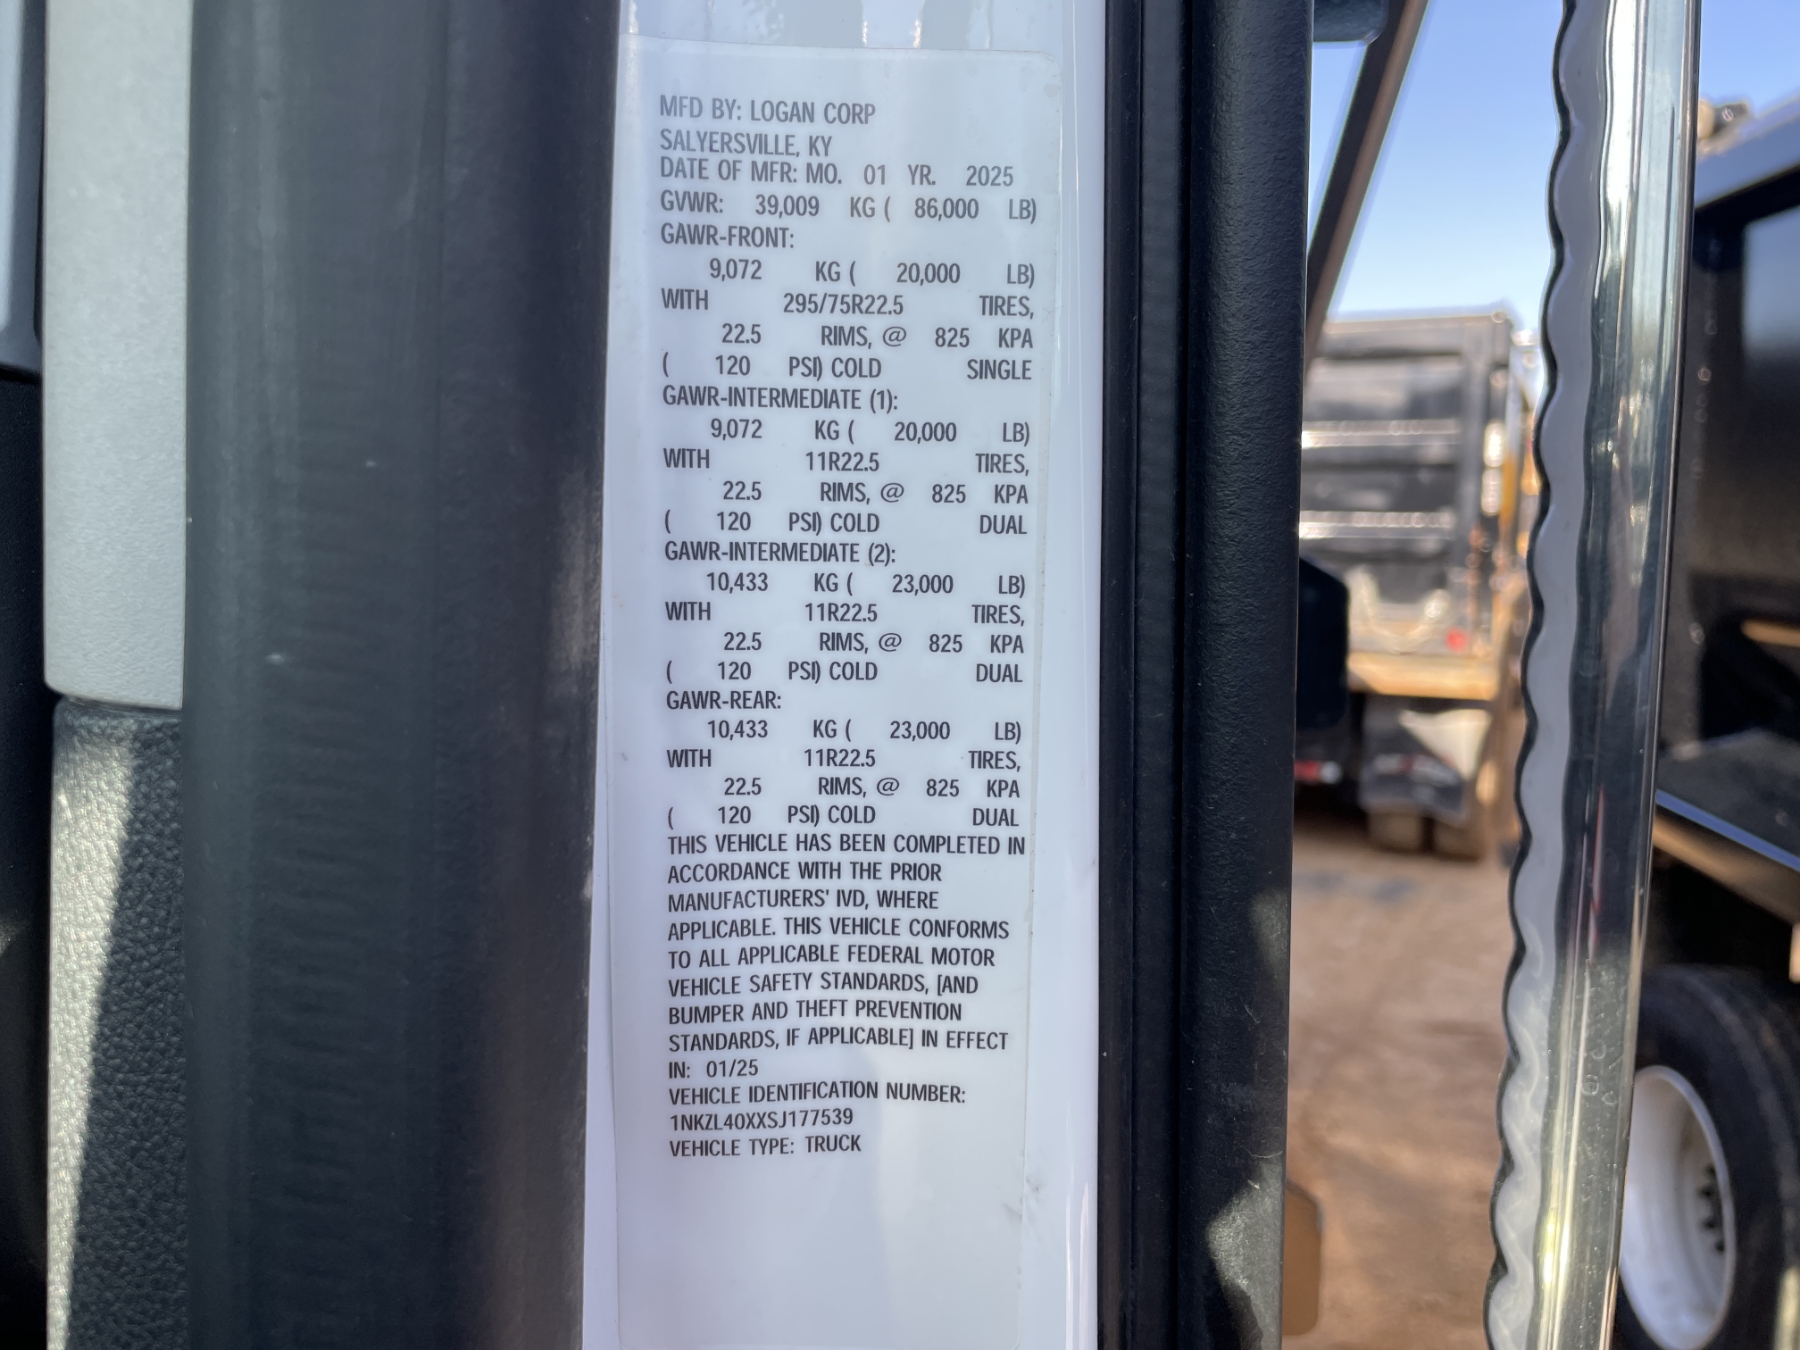 MFD BY: LOGAN CORP
SALYERSVILLE, KY
DATE OF MFR: MO. 01 YR. 2025
GVWR: 39,009 KG ( 86,000 LB)
GAWR-FRONT:
9,072 KG ( 20,000 LB)
WITH 295/75R22.5 TIRES,
22.5 RIMS, @ 825 KPA
( 120 PSI) COLD SINGLE
GAWR-INTERMEDIATE (1):
9,072 KG ( 20,000 LB)
WITH 11R22.5 TIRES,
22.5 RIMS, @ 825 KPA
( 120 PSI) COLD DUAL
GAWR-INTERMEDIATE (2):
10,433 KG ( 23,000 LB)
WITH 11R22.5 TIRES,
22.5 RIMS, @ 825 KPA
( 120 PSI) COLD DUAL
GAWR-REAR:
10,433 KG ( 23,000 LB)
WITH 11R22.5 TIRES,
22.5 RIMS, @ 825 KPA
( 120 PSI) COLD DUAL
THIS VEHICLE HAS BEEN COMPLETED IN
ACCORDANCE WITH THE PRIOR
MANUFACTURERS' IVD, WHERE
APPLICABLE. THIS VEHICLE CONFORMS
TO ALL APPLICABLE FEDERAL MOTOR
VEHICLE SAFETY STANDARDS, [AND
BUMPER AND THEFT PREVENTION
STANDARDS, IF APPLICABLE] IN EFFECT
IN: 01/25
VEHICLE IDENTIFICATION NUMBER:
1NKZL40XXSJ177539
VEHICLE TYPE: TRUCK